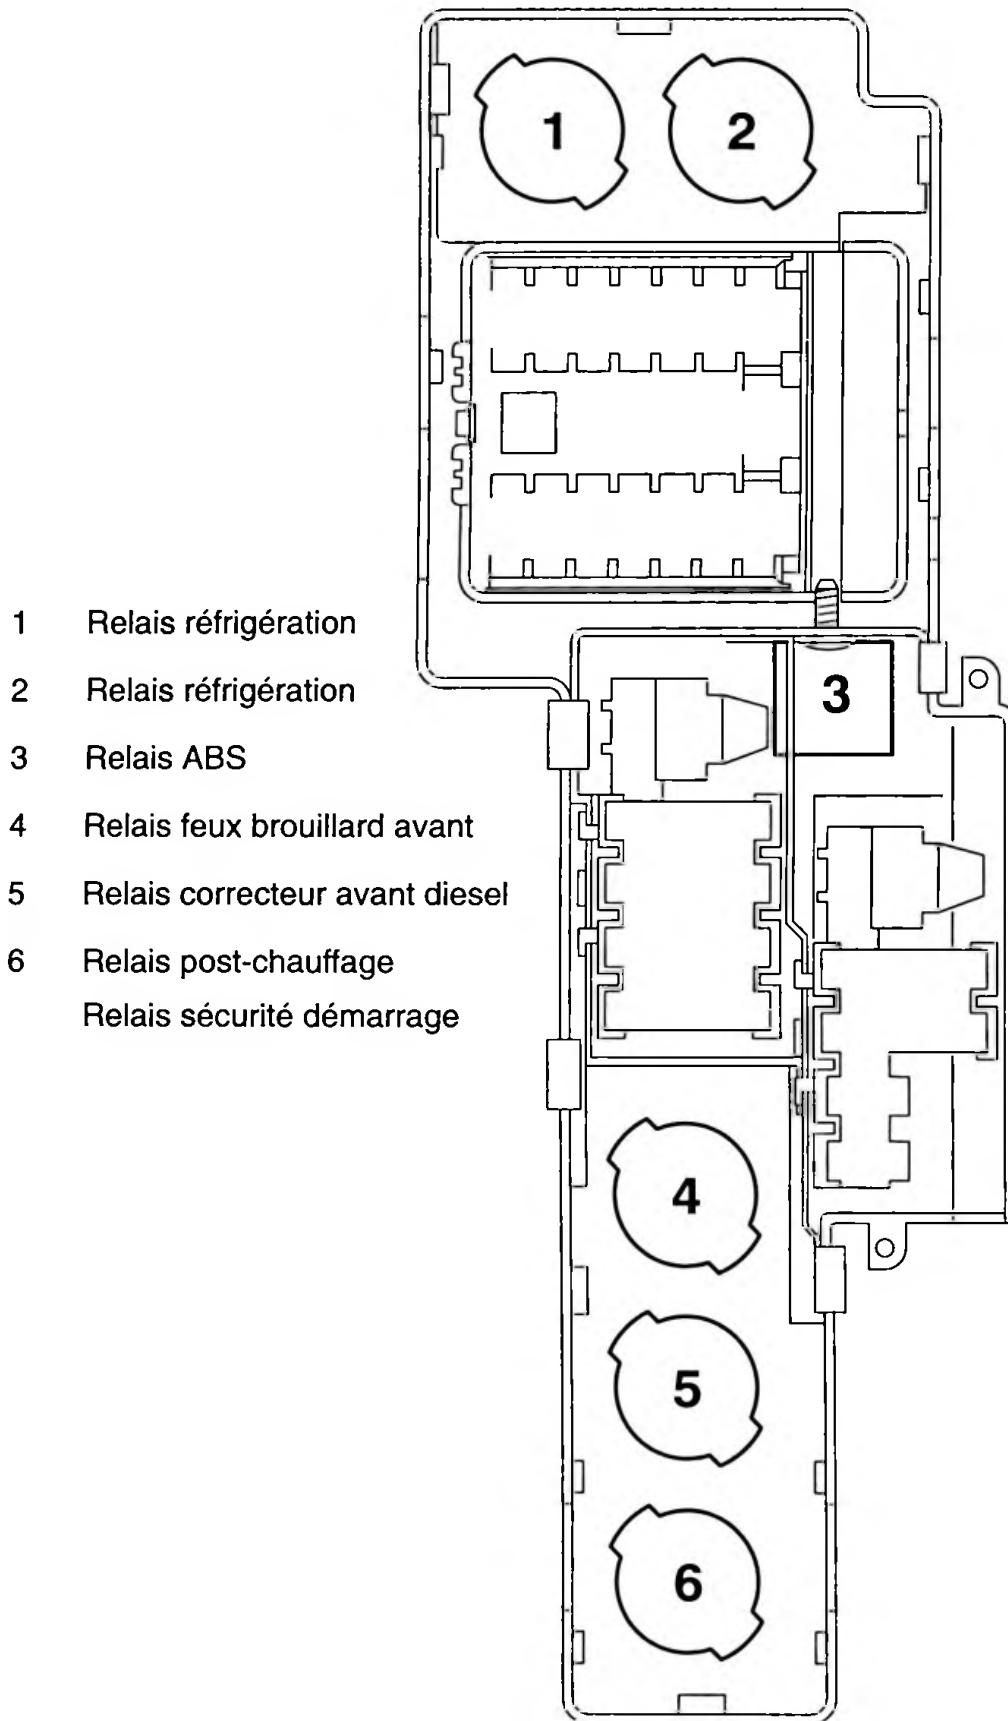 1
2
3
4
5
6
1 Relais réfrigération
2 Relais réfrigération
3 Relais ABS
4 Relais feux brouillard avant
5 Relais correcteur avant diesel
6 Relais post-chauffage
Relais sécurité démarrage